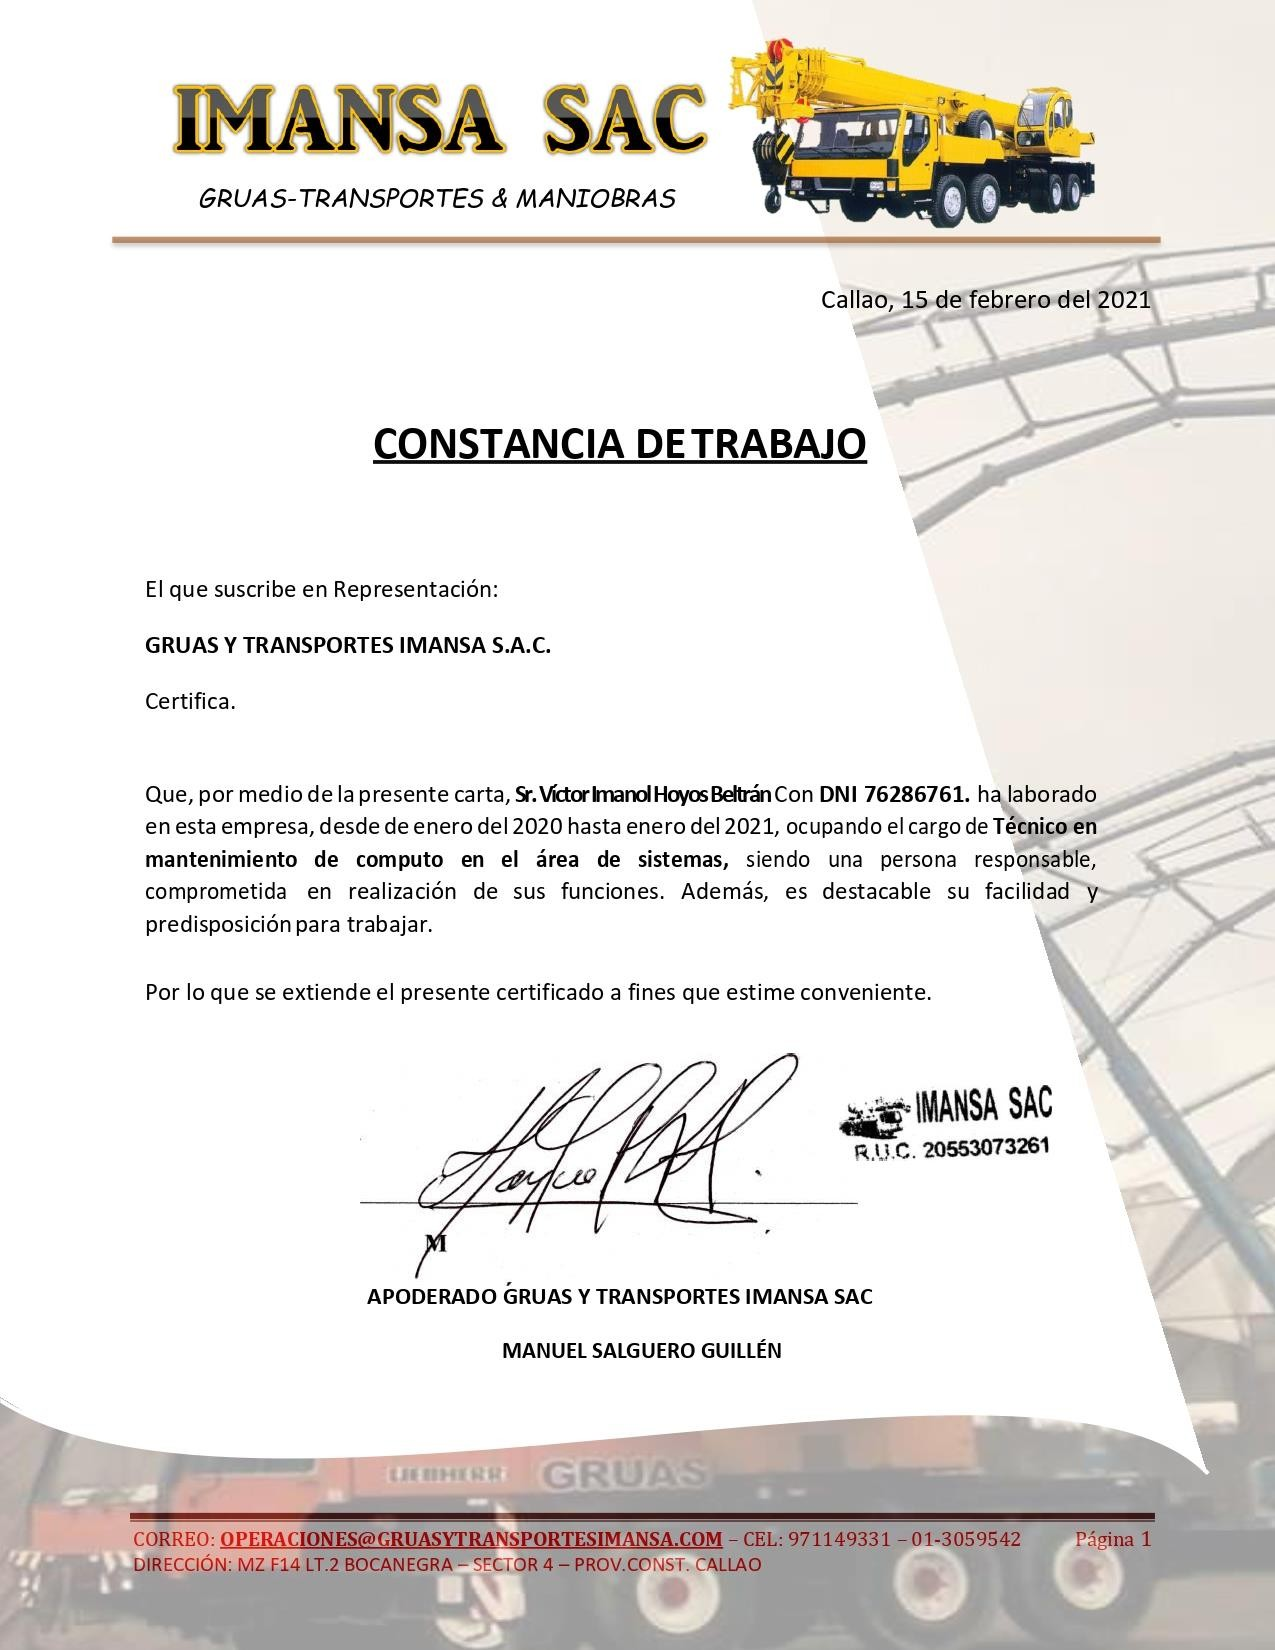 IMANSA SAC
GRUAS-TRANSPORTES & MANIOBRAS
Callao, 15 de febrero del 2021
CONSTANCIA DE TRABAJO
El que suscribe en Representación:
GRUAS Y TRANSPORTES IMANSA S.A.C.
Certifica.
Que, por medio de la presente carta, Sr. Víctor Imanol Hoyos Beltrán Con DNI 76286761. ha laborado
en esta empresa, desde de enero del 2020 hasta enero del 2021, ocupando el cargo de Técnico en
mantenimiento de computo en el área de sistemas, siendo una persona responsable,
comprometida en realización de sus funciones. Además, es destacable su facilidad y
predisposición para trabajar.
Por lo que se extiende el presente certificado a fines que estime conveniente.
IMANSA SAC
R.U.C. 20553073261
M
APODERADO GRUAS Y TRANSPORTES IMANSA SAC
MANUEL SALGUERO GUILLÉN
LIEBHERR GRUAS
CORREO: OPERACIONES@GRUASYTRANSPORTESIMANSA.COM – CEL: 971149331 – 01-3059542 Página 1
DIRECCIÓN: MZ F14 LT.2 BOCANEGRA – SECTOR 4 – PROV.CONST. CALLAO